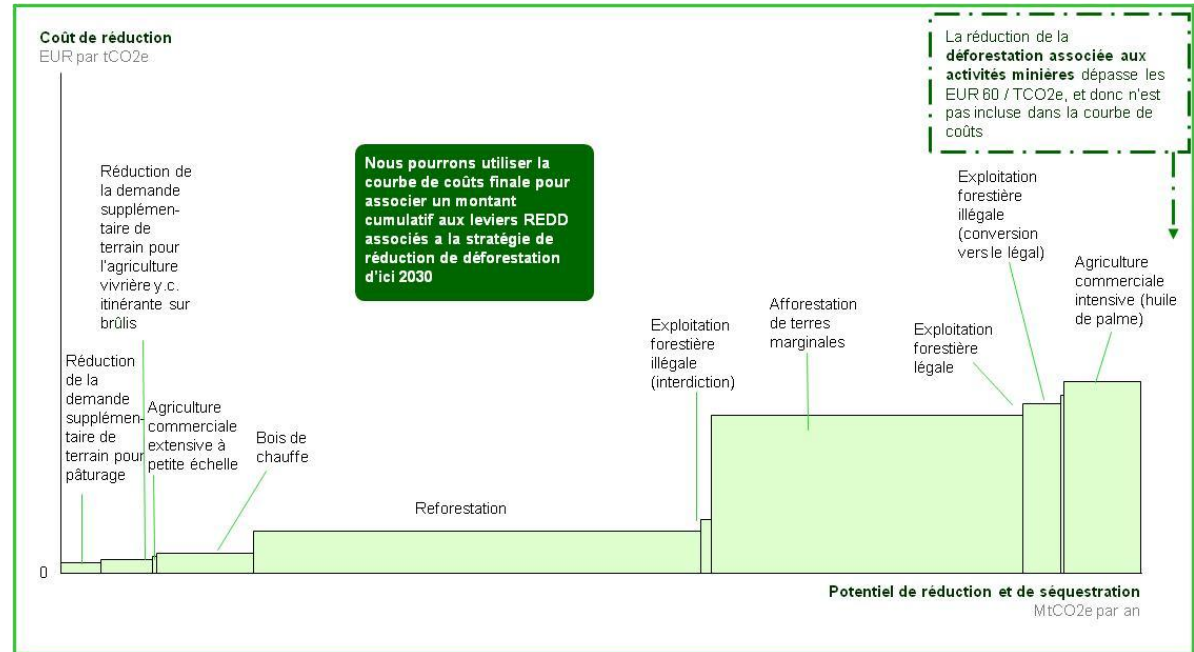 Coût de réduction
EUR par tCO2e
La réduction de la
déforestation associée aux
activités minières dépasse les
EUR 60 / TCO2e, et donc n'est
pas incluse dans la courbe de
coûts
Nous pourrons utiliser la
courbe de coûts finale pour
associer un montant
cumulatif aux leviers REDD
associés a la stratégie de
réduction de déforestation
d'ici 2030
Réduction
de la
demande
supplémen-
taire de
terrain pour
pâturage
Réduction de
la demande
supplémen-
taire de
terrain pour
l'agriculture
vivrière y.c.
itinérante sur
brûlis
Agriculture
commerciale
extensive à
petite échelle
Bois de
chauffe
Reforestation
Exploitation
forestière
illégale
(interdiction)
Afforestation
de terres
marginales
Exploitation
forestière
légale
Exploitation
forestière
illégale
(conversion
vers le légal)
Agriculture
commerciale
intensive (huile
de palme)
0
Potentiel de réduction et de séquestration
MtCO2e par an